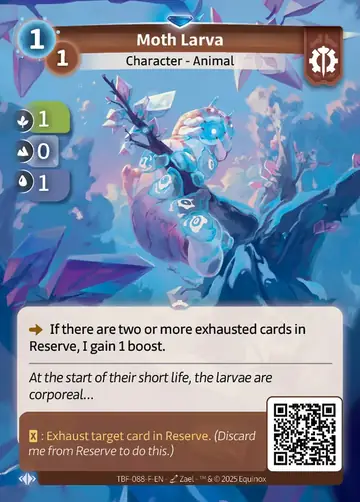 1
Moth Larva
1
Character - Animal
1
0
1
If there are two or more exhausted cards in
Reserve, I gain 1 boost.
At the start of their short life, the larvae are
corporeal...
X : Exhaust target card in Reserve. (Discard
me from Reserve to do this.)
TBF-088-F-EN - Zael - ™ & © 2025 Equinox